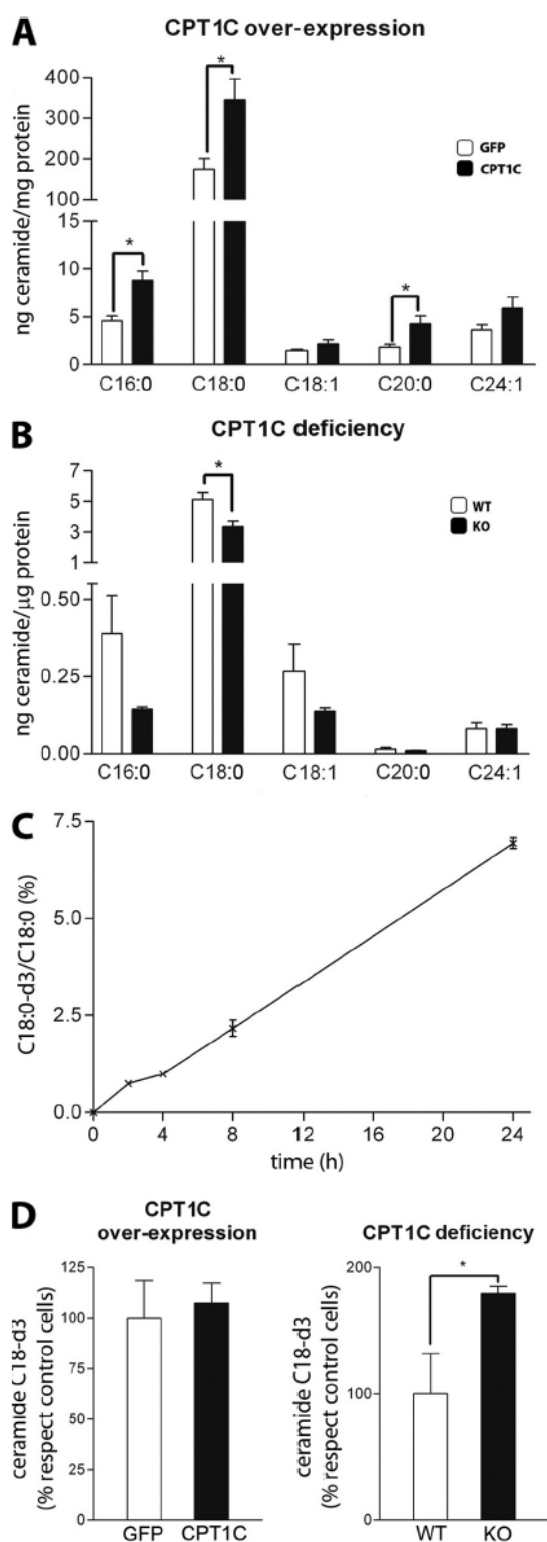 A
CPT1C over-expression
ng ceramide/mg protein
400
300
200
100
15
10
5
0
*
*
*
GFP
CPT1C
C16:0 C18:0 C18:1 C20:0 C24:1
B
CPT1C deficiency
ng ceramide/µg protein
7
5
3
1
0.50
0.25
0.00
*
WT
KO
C16:0 C18:0 C18:1 C20:0 C24:1
C
C18:0-d3/C18:0 (%)
7.5
5.0
2.5
0.0
0 4 8 12 16 20 24
time (h)
D
CPT1C
over-expression
ceramide C18-d3
(% respect control cells)
125
100
75
50
25
0
GFP CPT1C
CPT1C deficiency
ceramide C18-d3
(% respect control cells)
200
100
0
*
WT KO